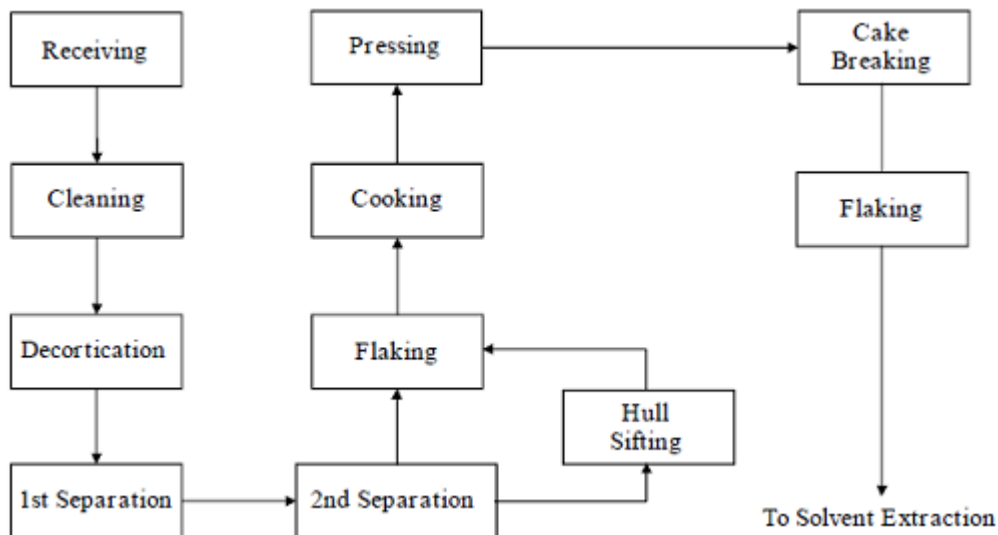 Receiving
Cleaning
Decortication
1st Separation
2nd Separation
Hull
Sifting
Flaking
Cooking
Pressing
Cake
Breaking
Flaking
To Solvent Extraction